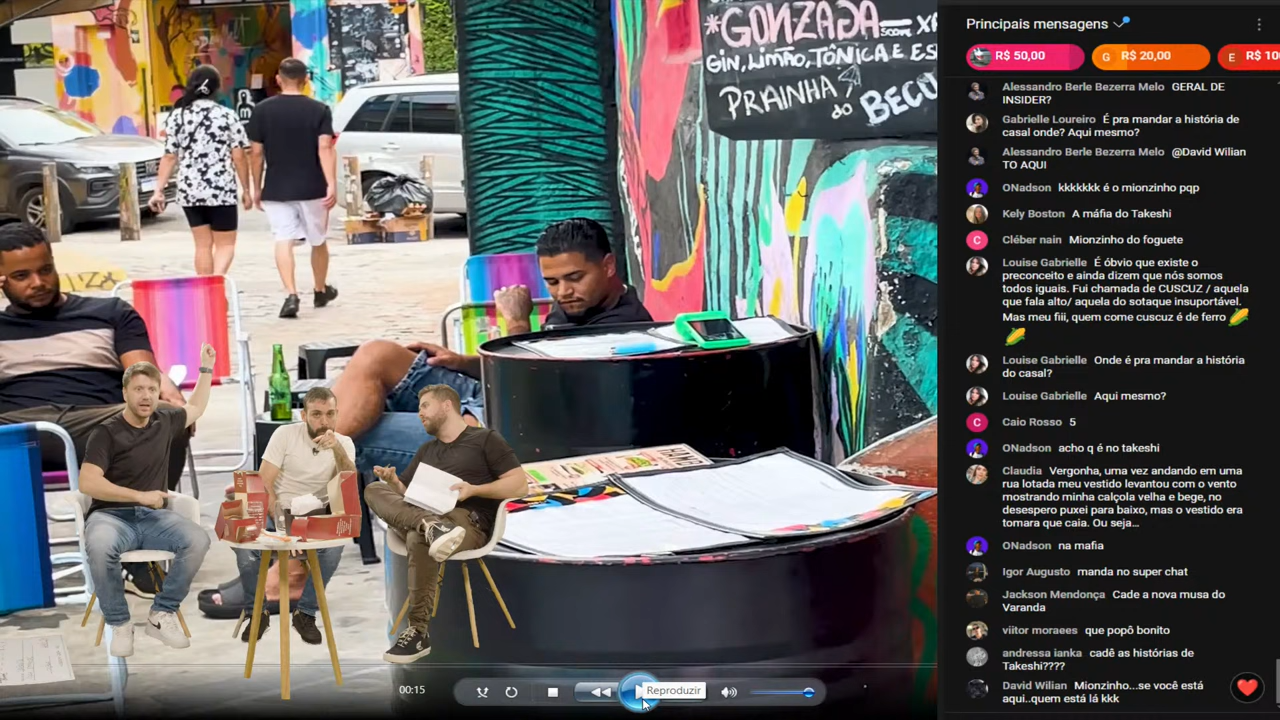 *GONZAGA=
GIN, LIMÃO, TÔNICA E ES
PRAINHA
do BECO
00:15
Reproduzir
Principais mensagens
R$ 50,00
G R$ 20,00
E R$ 10
Alessandro Berle Bezerra Melo GERAL DE
INSIDER?
Gabrielle Loureiro É pra mandar a história de
casal onde? Aqui mesmo?
Alessandro Berle Bezerra Melo @David Wilian
TO AQUI
ONadson kkkkkkk é o mionzinho pqp
Kely Boston A máfia do Takeshi
C Cléber nain Mionzinho do foguete
Louise Gabrielle É óbvio que existe o
preconceito e ainda dizem que nós somos
todos iguais. Fui chamada de CUSCUZ / aquela
que fala alto/ aquela do sotaque insuportável.
Mas meu fiii, quem come cuscuz é de ferro 🌽
🌽
Louise Gabrielle Onde é pra mandar a história
do casal?
Louise Gabrielle Aqui mesmo?
C Caio Rosso 5
ONadson acho q é no takeshi
Claudia Vergonha, uma vez andando em uma
rua lotada meu vestido levantou com o vento
mostrando minha calçola velha e bege, no
desespero puxei para baixo, mas o vestido era
tomara que caia. Ou seja…
ONadson na mafia
Igor Augusto manda no super chat
Jackson Mendonça Cade a nova musa do
Varanda
viitor moraees que popô bonito
andressa ianka cadê as histórias de
Takeshi????
David Wilian Mionzinho...se você está
aqui..quem está lá kkk